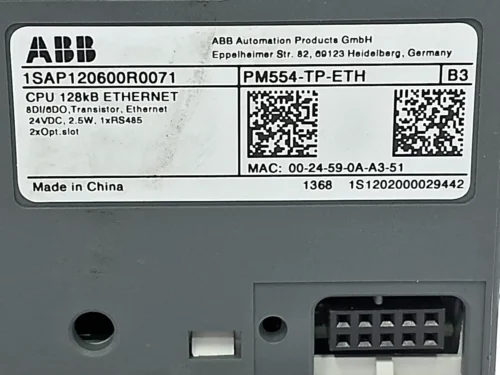 ABB
ABB Automation Products GmbH
Eppelheimer Str. 82, 69123 Heidelberg, Germany
1SAP120600R0071
PM554-TP-ETH
B3
CPU 128kB ETHERNET
8DI/6DO,Transistor, Ethernet
24VDC, 2.5W, 1xRS485
2xOpt.slot
MAC: 00-24-59-0A-A3-51
Made in China
1368 1S1202000029442